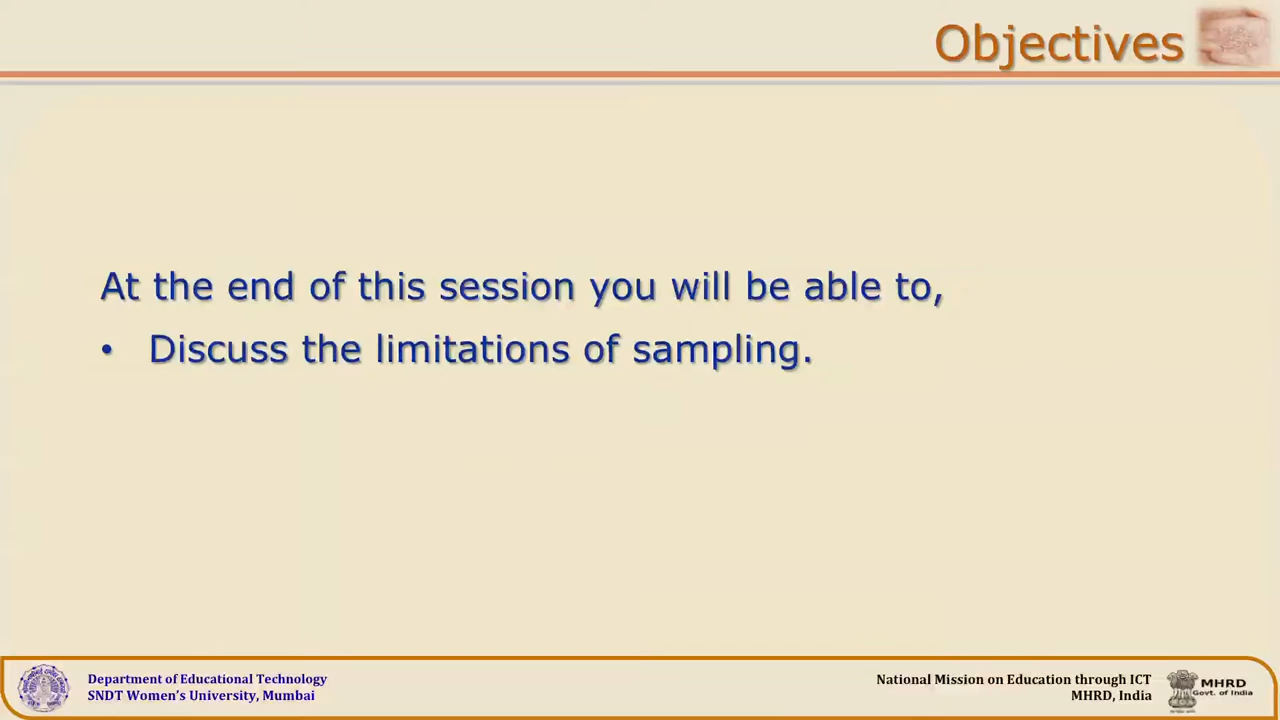 Objectives
At the end of this session you will be able to,
• Discuss the limitations of sampling.
Department of Educational Technology
SNDT Women's University, Mumbai
National Mission on Education through ICT
MHRD, India
MHRD
Govt. of India